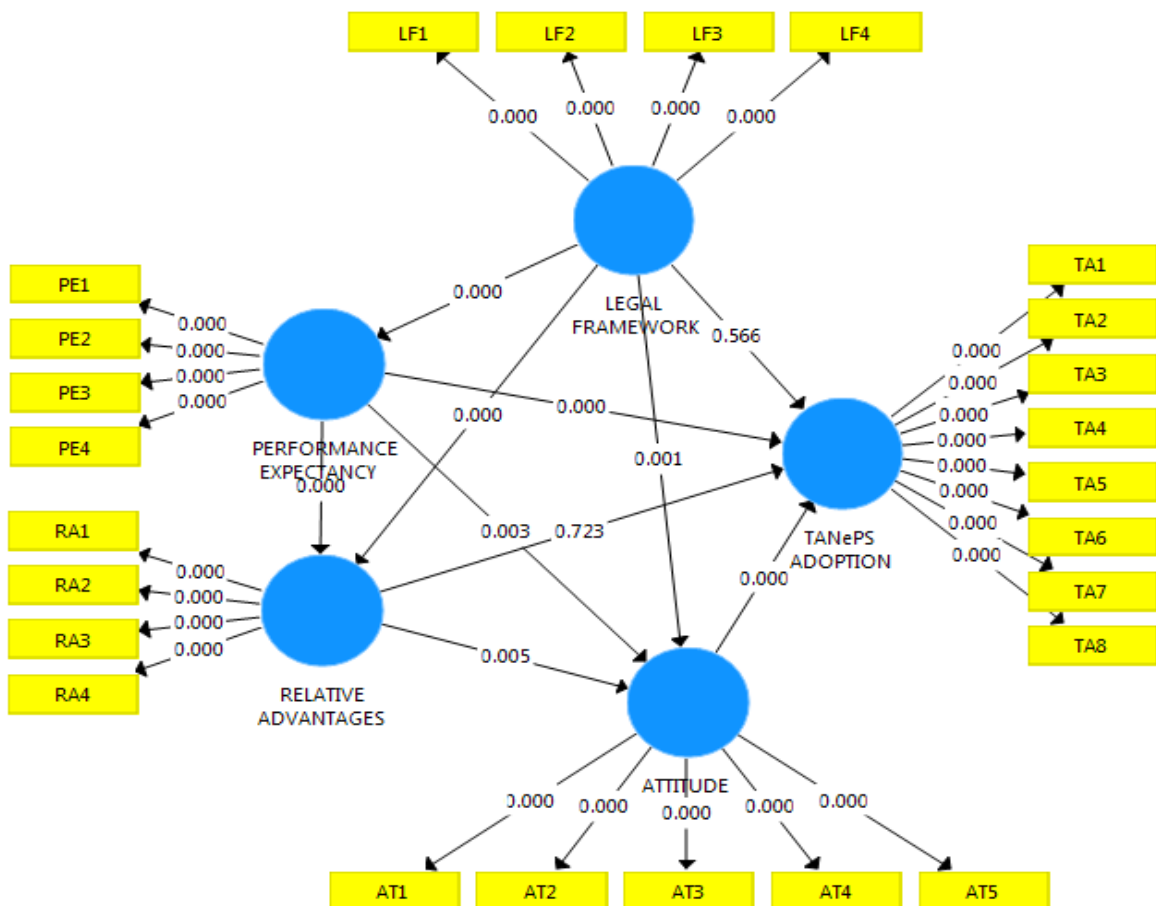 LF1
LF2
LF3
LF4
0.000
0.000
0.000
0.000
LEGAL
FRAMEWORK
PE1
PE2
PE3
PE4
0.000
0.000
0.000
0.000
PERFORMANCE
EXPECTANCY
0.000
0.000
0.000
0.001
0.566
0.000
0.000
0.003
0.723
0.005
RA1
RA2
RA3
RA4
0.000
0.000
0.000
0.000
RELATIVE
ADVANTAGES
TANePS
ADOPTION
TA1
TA2
TA3
TA4
TA5
TA6
TA7
TA8
0.000
0.000
0.000
0.000
0.000
0.000
0.000
0.000
ATTITUDE
0.000
0.000
0.000
0.000
0.000
AT1
AT2
AT3
AT4
AT5